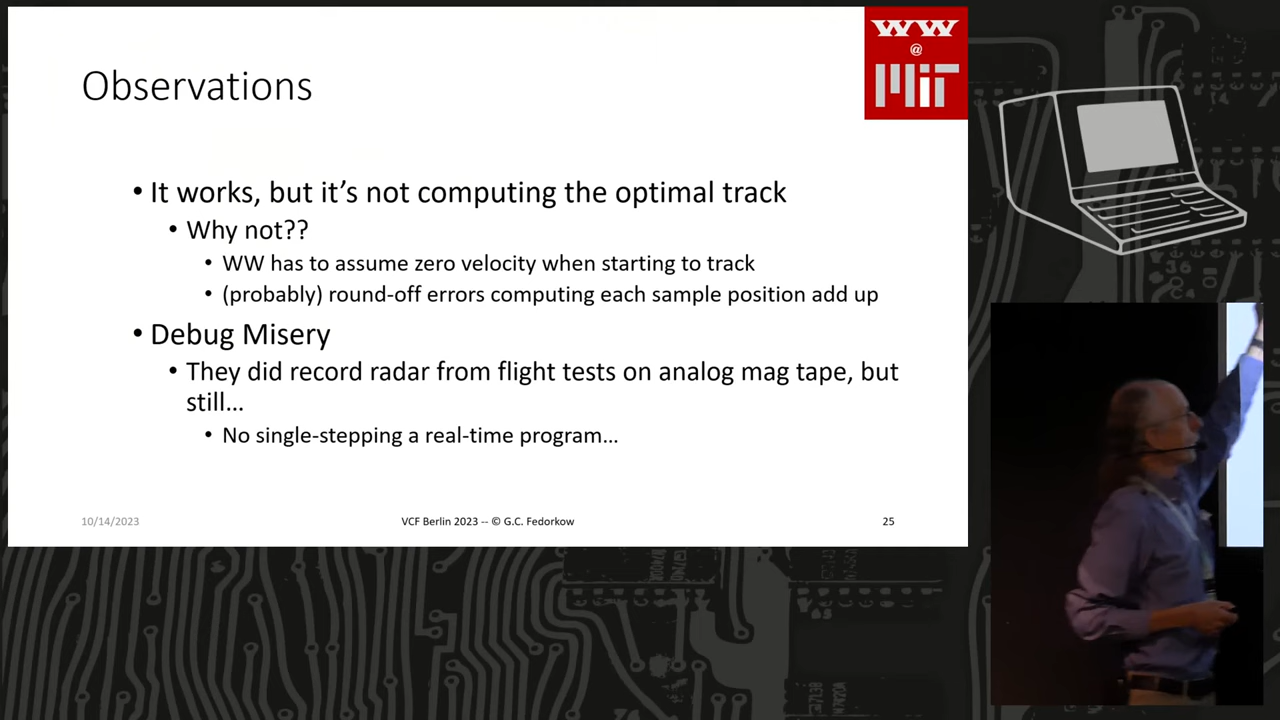 WW
@
MIT
Observations
• It works, but it's not computing the optimal track
• Why not??
• WW has to assume zero velocity when starting to track
• (probably) round-off errors computing each sample position add up
• Debug Misery
• They did record radar from flight tests on analog mag tape, but
still…
• No single-stepping a real-time program…
10/14/2023
VCF Berlin 2023 -- © G.C. Fedorkow
25